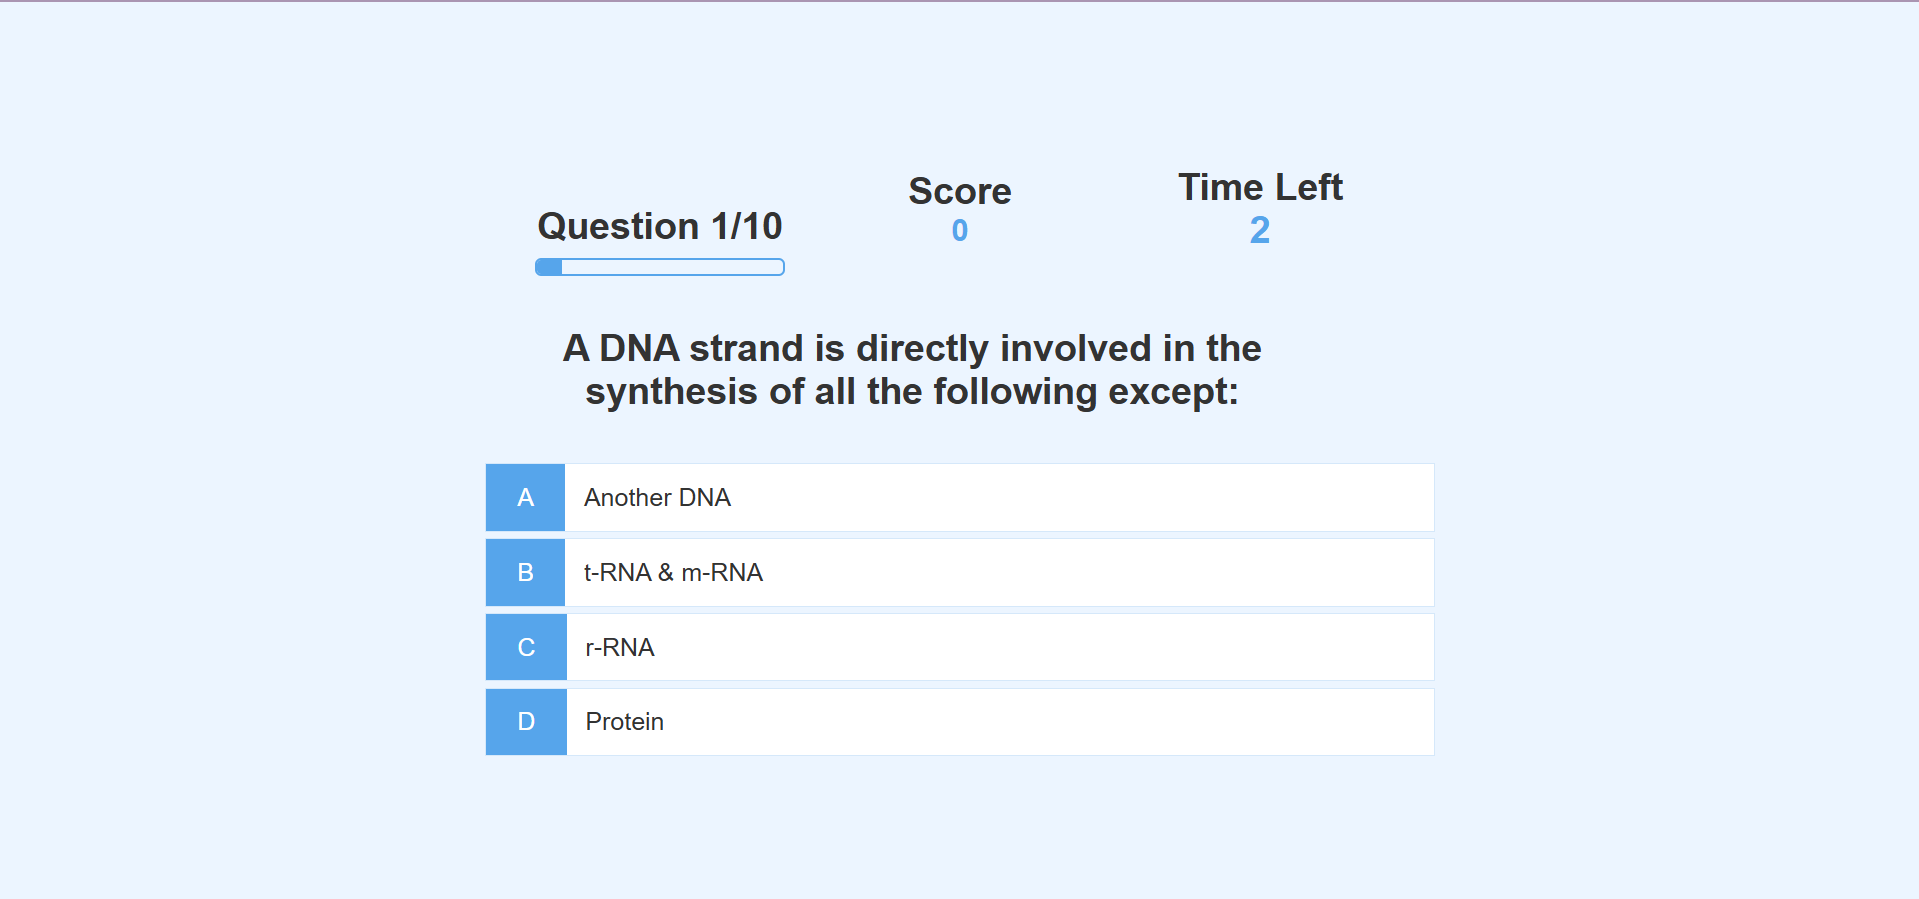 Question 1/10
Score
0
Time Left
2
A DNA strand is directly involved in the
synthesis of all the following except:
A Another DNA
B t-RNA & m-RNA
C r-RNA
D Protein